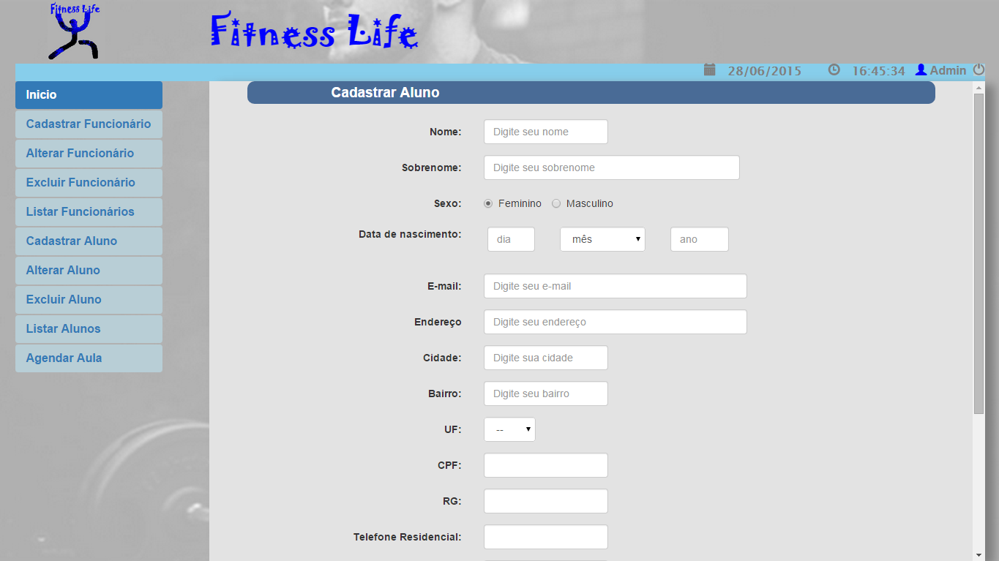 Fitness Life
Fitness Life
28/06/2015 16:45:34 Admin
Inicio
Cadastrar Funcionário
Alterar Funcionário
Excluir Funcionário
Listar Funcionários
Cadastrar Aluno
Alterar Aluno
Excluir Aluno
Listar Alunos
Agendar Aula
Cadastrar Aluno
Nome: Digite seu nome
Sobrenome: Digite seu sobrenome
Sexo: Feminino Masculino
Data de nascimento: dia mês ano
E-mail: Digite seu e-mail
Endereço Digite seu endereço
Cidade: Digite sua cidade
Bairro: Digite seu bairro
UF: --
CPF:
RG:
Telefone Residencial: